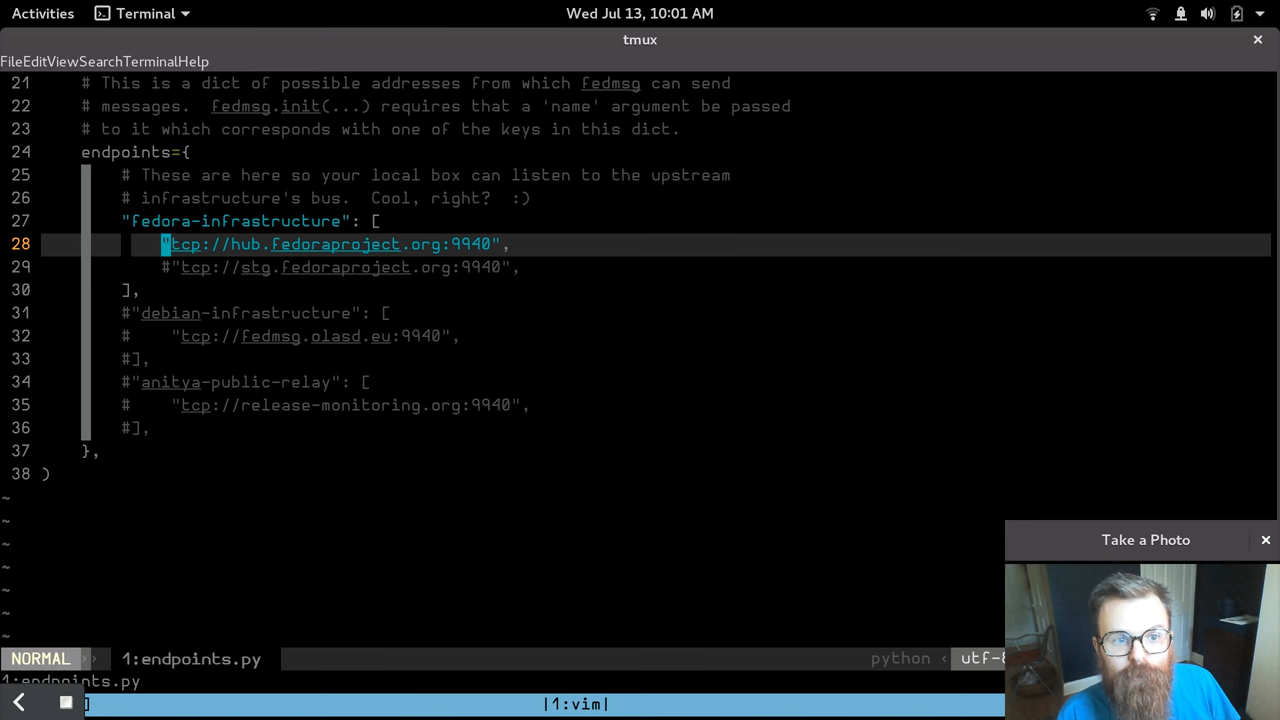 Activities Terminal Wed Jul 13, 10:01 AM
tmux
File Edit View Search Terminal Help
21 # This is a dict of possible addresses from which fedmsg can send
22 # messages. fedmsg.init(...) requires that a 'name' argument be passed
23 # to it which corresponds with one of the keys in this dict.
24 endpoints={
25 # These are here so your local box can listen to the upstream
26 # infrastructure's bus. Cool, right? :)
27 "fedora-infrastructure": [
28 "tcp://hub.fedoraproject.org:9940",
29 #"tcp://stg.fedoraproject.org:9940",
30 ],
31 #"debian-infrastructure": [
32 # "tcp://fedmsg.olasd.eu:9940",
33 #],
34 #"anitya-public-relay": [
35 # "tcp://release-monitoring.org:9940",
36 #],
37 },
38 )
~
~
~
~
~
~
~
Take a Photo
NORMAL 1:endpoints.py python utf-8
1:endpoints.py
] |1:vim|